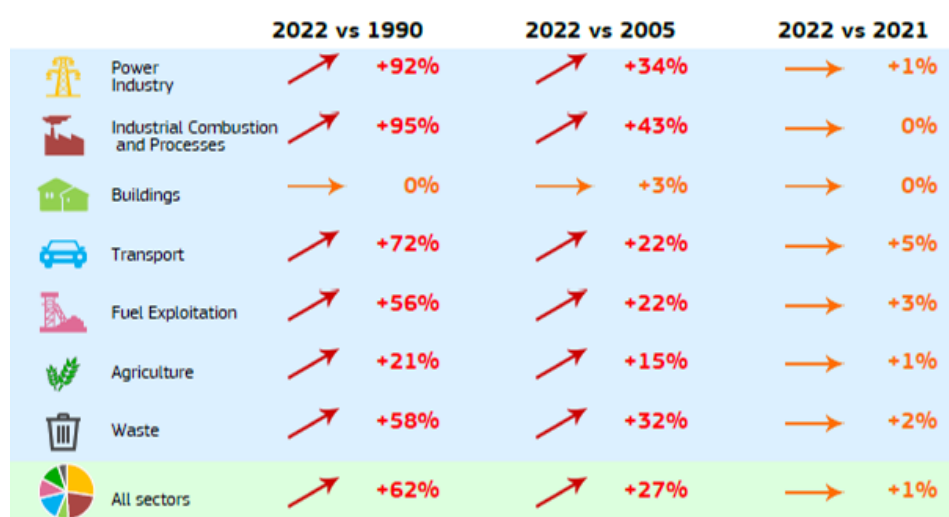 2022 vs 1990 2022 vs 2005 2022 vs 2021
Power
Industry
+92% +34% +1%
Industrial Combustion
and Processes
+95% +43% 0%
Buildings 0% +3% 0%
Transport +72% +22% +5%
Fuel Exploitation +56% +22% +3%
Agriculture +21% +15% +1%
Waste +58% +32% +2%
All sectors +62% +27% +1%